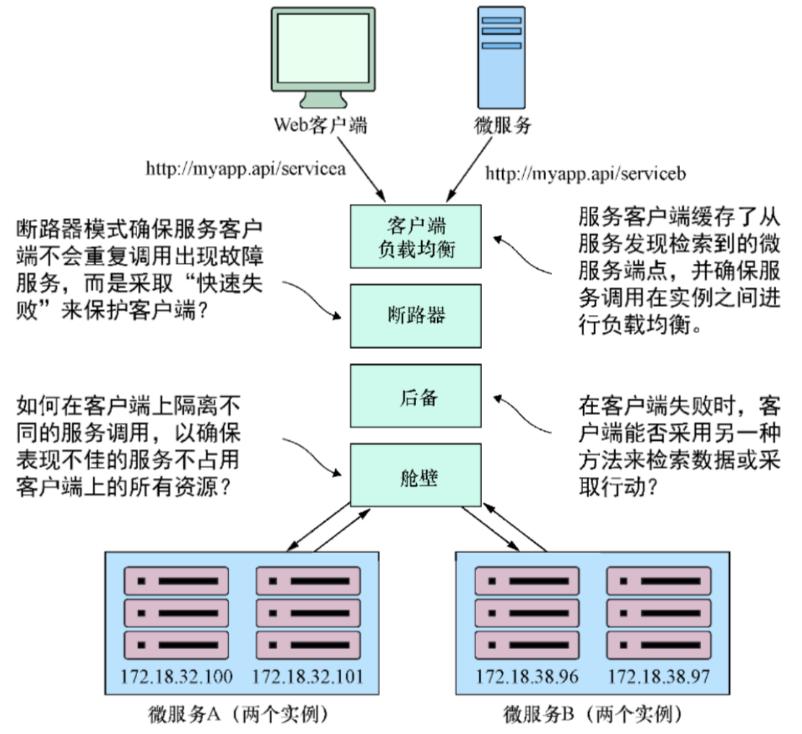 Web客户端
微服务
http://myapp.api/servicea
http://myapp.api/serviceb
断路器模式确保服务客户
端不会重复调用出现故障
服务，而是采取“快速失
败”来保护客户端？
客户端
负载均衡
服务客户端缓存了从
服务发现检索到的微
服务端点，并确保服
务调用在实例之间进
行负载均衡。
断路器
如何在客户端上隔离不
同的服务调用，以确保
表现不佳的服务不占用
客户端上的所有资源？
后备
在客户端失败时，客
户端能否采用另一种
方法来检索数据或采
取行动？
舱壁
172.18.32.100
172.18.32.101
172.18.38.96
172.18.38.97
微服务A（两个实例）
微服务B（两个实例）